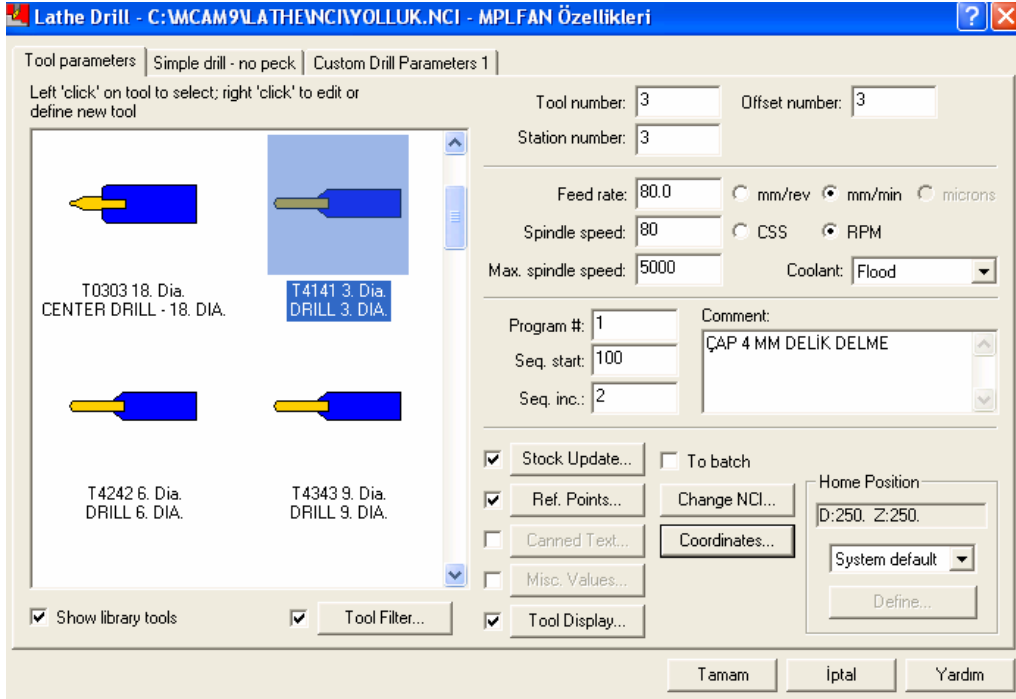 Lathe Drill - C:\MCAM9\LATHE\NCI\YOLLUK.NCI - MPLFAN Özellikleri
Tool parameters
Simple drill - no peck
Custom Drill Parameters 1
Left 'click' on tool to select; right 'click' to edit or
define new tool
T0303 18. Dia.
CENTER DRILL - 18. DIA.
T4141 3. Dia.
DRILL 3. DIA.
T4242 6. Dia.
DRILL 6. DIA.
T4343 9. Dia.
DRILL 9. DIA.
Show library tools
Tool Filter...
Tool number: 3
Offset number: 3
Station number: 3
Feed rate: 80.0
mm/rev
mm/min
microns
Spindle speed: 80
CSS
RPM
Max. spindle speed: 5000
Coolant: Flood
Program #: 1
Seq. start: 100
Seq. inc.: 2
Comment:
ÇAP 4 MM DELİK DELME
Stock Update...
To batch
Ref. Points...
Change NCI...
Canned Text...
Coordinates...
Misc. Values...
Tool Display...
Home Position
D:250. Z:250.
System default
Define...
Tamam
İptal
Yardım